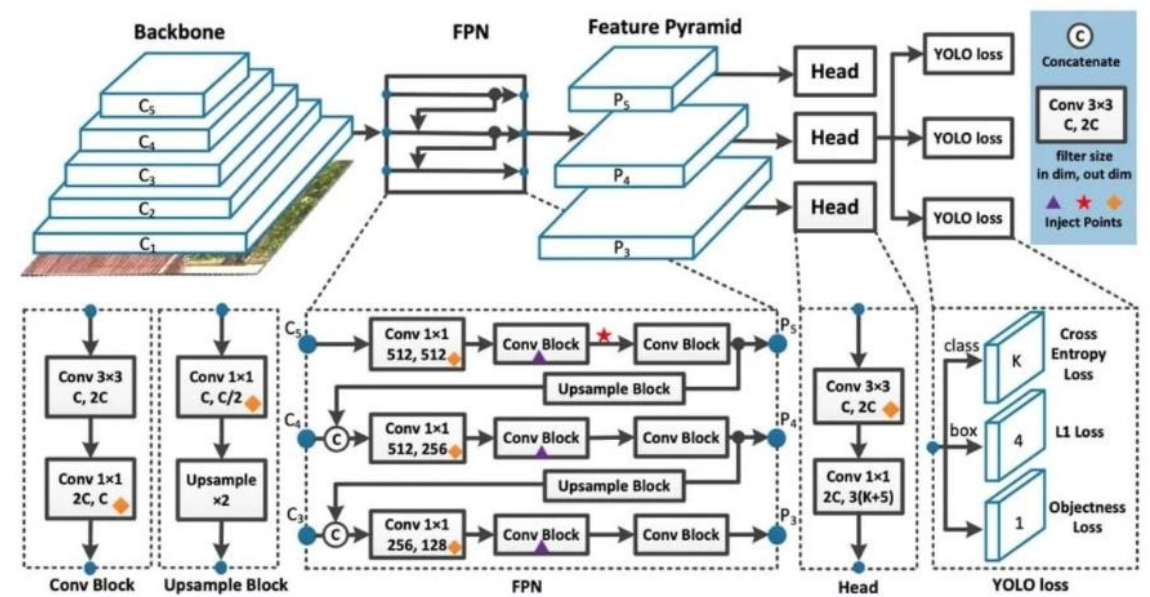 Backbone
FPN
Feature Pyramid
C5
C4
C3
C2
C1
P5
P4
P3
Head
Head
Head
YOLO loss
YOLO loss
YOLO loss
C
Concatenate
Conv 3×3
C, 2C
filter size
in dim, out dim
Inject Points
Conv 3×3
C, 2C
Conv 1×1
2C, C
Conv Block
Conv 1×1
C, C/2
Upsample
×2
Upsample Block
C5
Conv 1×1
512, 512
Conv Block
Conv Block
P5
Upsample Block
C4
C
Conv 1×1
512, 256
Conv Block
Conv Block
P4
Upsample Block
C3
C
Conv 1×1
256, 128
Conv Block
Conv Block
P3
FPN
Conv 3×3
C, 2C
Conv 1×1
2C, 3(K+5)
Head
class
K
Cross
Entropy
Loss
box
4
L1 Loss
1
Objectness
Loss
YOLO loss